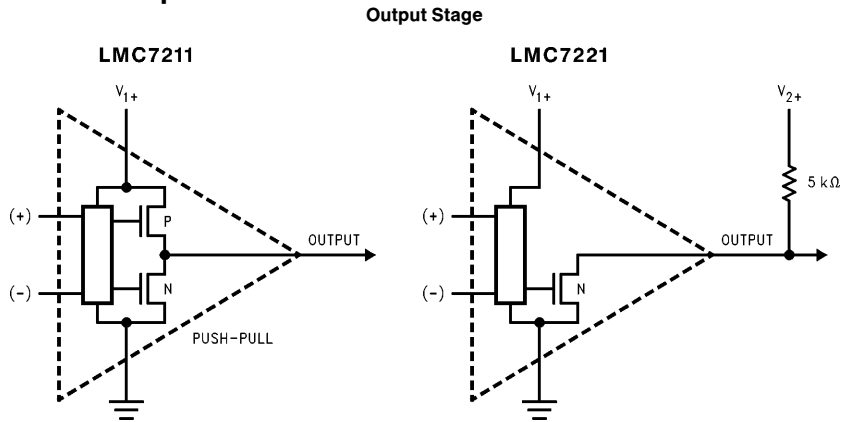 Output Stage
LMC7211
V1+
(+)
P
OUTPUT
(-)
N
PUSH-PULL
LMC7221
V1+
V2+
5 kΩ
(+)
OUTPUT
(-)
N